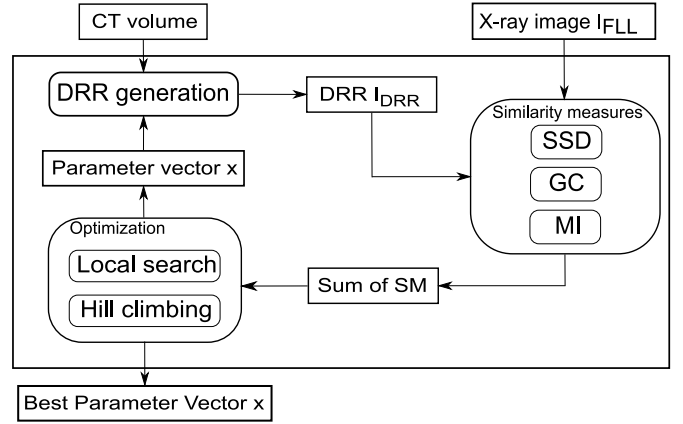 CT volume
X-ray image I_FLL
DRR generation
DRR I_DRR
Similarity measures
SSD
GC
MI
Parameter vector x
Optimization
Local search
Hill climbing
Sum of SM
Best Parameter Vector x